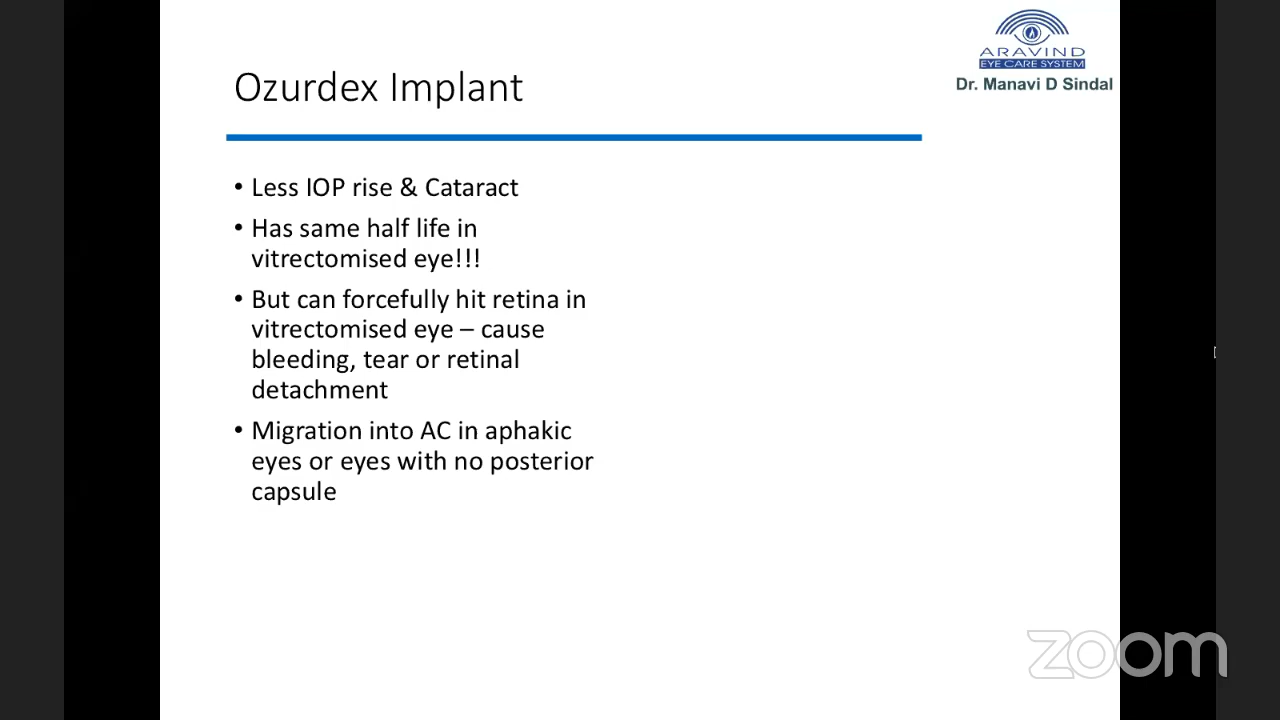 ARAVIND
EYE CARE SYSTEM
Dr. Manavi D Sindal
Ozurdex Implant
• Less IOP rise & Cataract
• Has same half life in
vitrectomised eye!!!
• But can forcefully hit retina in
vitrectomised eye – cause
bleeding, tear or retinal
detachment
• Migration into AC in aphakic
eyes or eyes with no posterior
capsule
zoom